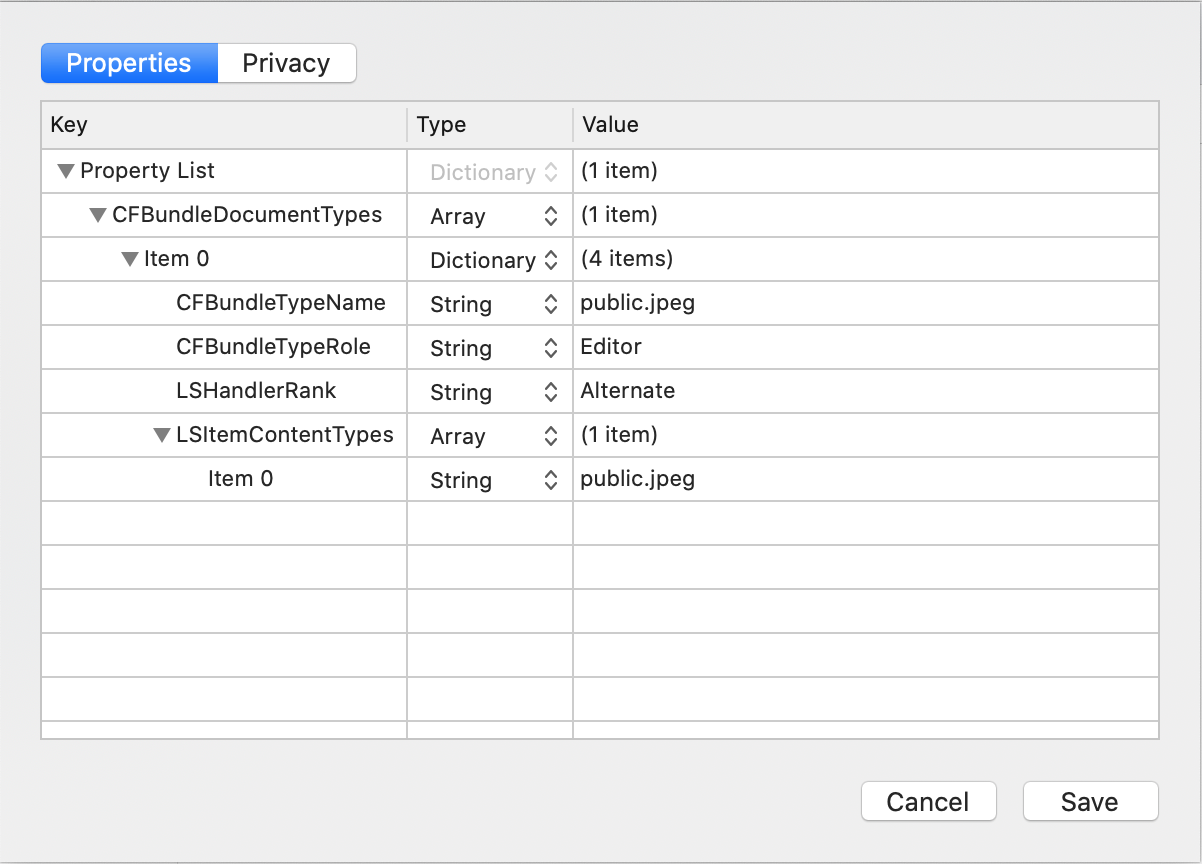 Properties Privacy
Key Type Value
Property List Dictionary (1 item)
CFBundleDocumentTypes Array (1 item)
Item 0 Dictionary (4 items)
CFBundleTypeName String public.jpeg
CFBundleTypeRole String Editor
LSHandlerRank String Alternate
LSItemContentTypes Array (1 item)
Item 0 String public.jpeg
Cancel Save